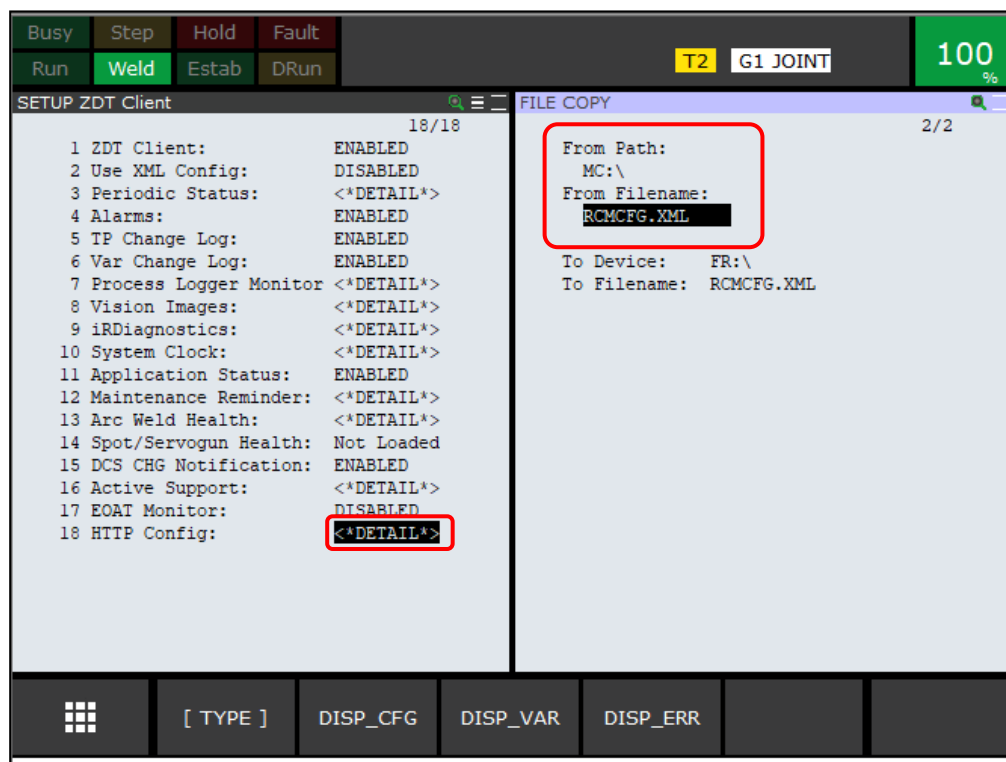 Busy Step Hold Fault
Run Weld Estab DRun
T2 G1 JOINT
100
%
SETUP ZDT Client
18/18
1 ZDT Client: ENABLED
2 Use XML Config: DISABLED
3 Periodic Status: <*DETAIL*>
4 Alarms: ENABLED
5 TP Change Log: ENABLED
6 Var Change Log: ENABLED
7 Process Logger Monitor <*DETAIL*>
8 Vision Images: <*DETAIL*>
9 iRDiagnostics: <*DETAIL*>
10 System Clock: <*DETAIL*>
11 Application Status: ENABLED
12 Maintenance Reminder: <*DETAIL*>
13 Arc Weld Health: <*DETAIL*>
14 Spot/Servogun Health: Not Loaded
15 DCS CHG Notification: ENABLED
16 Active Support: <*DETAIL*>
17 EOAT Monitor: DISABLED
18 HTTP Config: <*DETAIL*>
FILE COPY
2/2
From Path:
MC:\
From Filename:
RCMCFG.XML
To Device: FR:\
To Filename: RCMCFG.XML
[ TYPE ] DISP_CFG DISP_VAR DISP_ERR